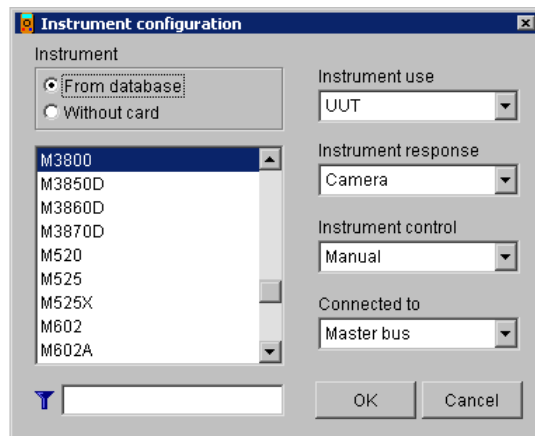 Instrument configuration
Instrument
From database
Without card
M3800
M3850D
M3860D
M3870D
M520
M525
M525X
M602
M602A
Instrument use
UUT
Instrument response
Camera
Instrument control
Manual
Connected to
Master bus
OK
Cancel